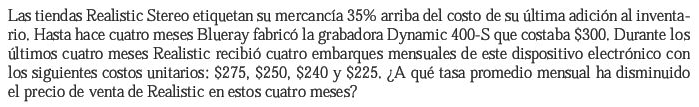 Las tiendas Realistic Stereo etiquetan su mercancía 35% arriba del costo de su última adición al inventa-
rio. Hasta hace cuatro meses Blueray fabricó la grabadora Dynamic 400-S que costaba $300. Durante los
últimos cuatro meses Realistic recibió cuatro embarques mensuales de este dispositivo electrónico con
los siguientes costos unitarios: $275, $250, $240 y $225. ¿A qué tasa promedio mensual ha disminuido
el precio de venta de Realistic en estos cuatro meses?